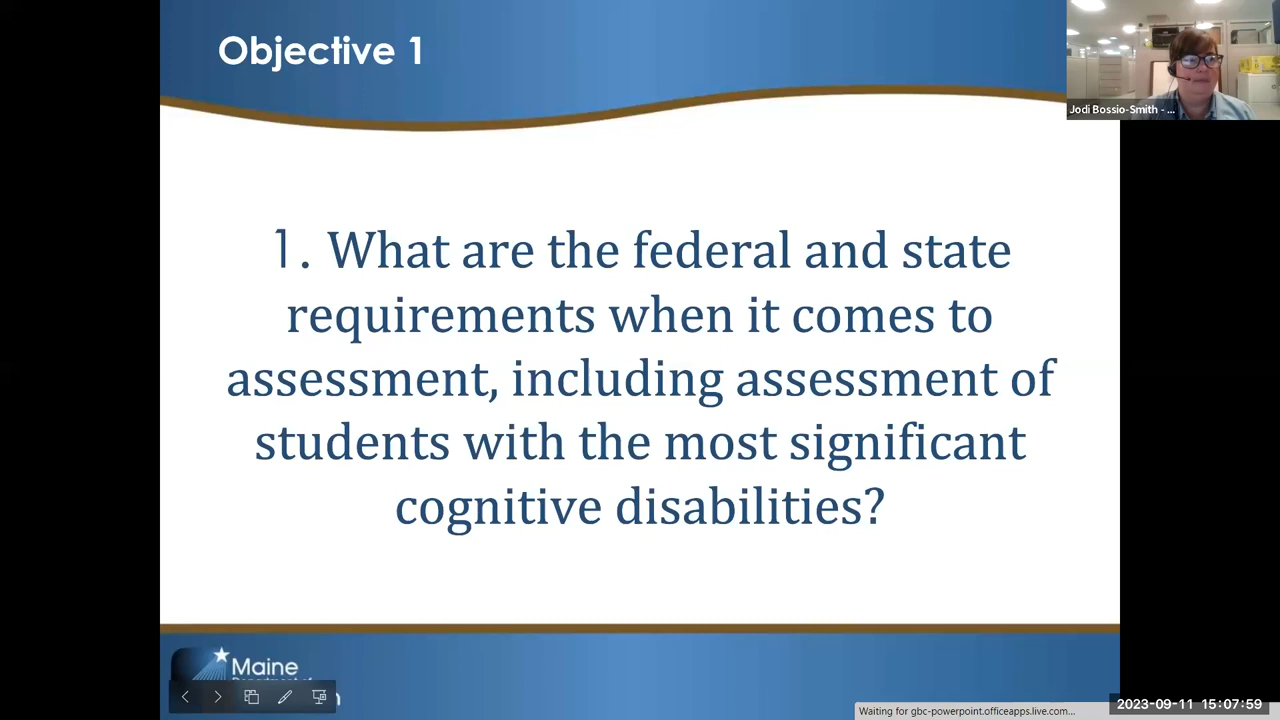 Objective 1
Jodi Bossio-Smith - ...
1. What are the federal and state
requirements when it comes to
assessment, including assessment of
students with the most significant
cognitive disabilities?
Maine
Waiting for gbc-powerpoint.officeapps.live.com...
2023-09-11 15:07:59